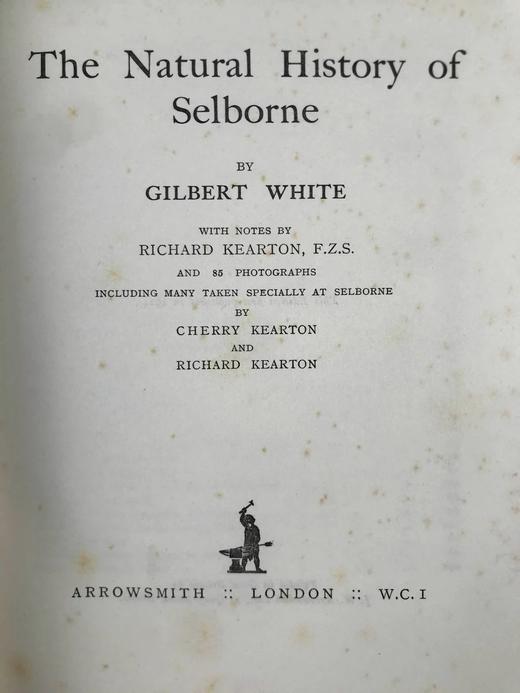 The Natural History of
Selborne
BY
GILBERT WHITE
WITH NOTES BY
RICHARD KEARTON, F.Z.S.
AND 85 PHOTOGRAPHS
INCLUDING MANY TAKEN SPECIALLY AT SELBORNE
BY
CHERRY KEARTON
AND
RICHARD KEARTON
ARROWSMITH :: LONDON :: W.C.1